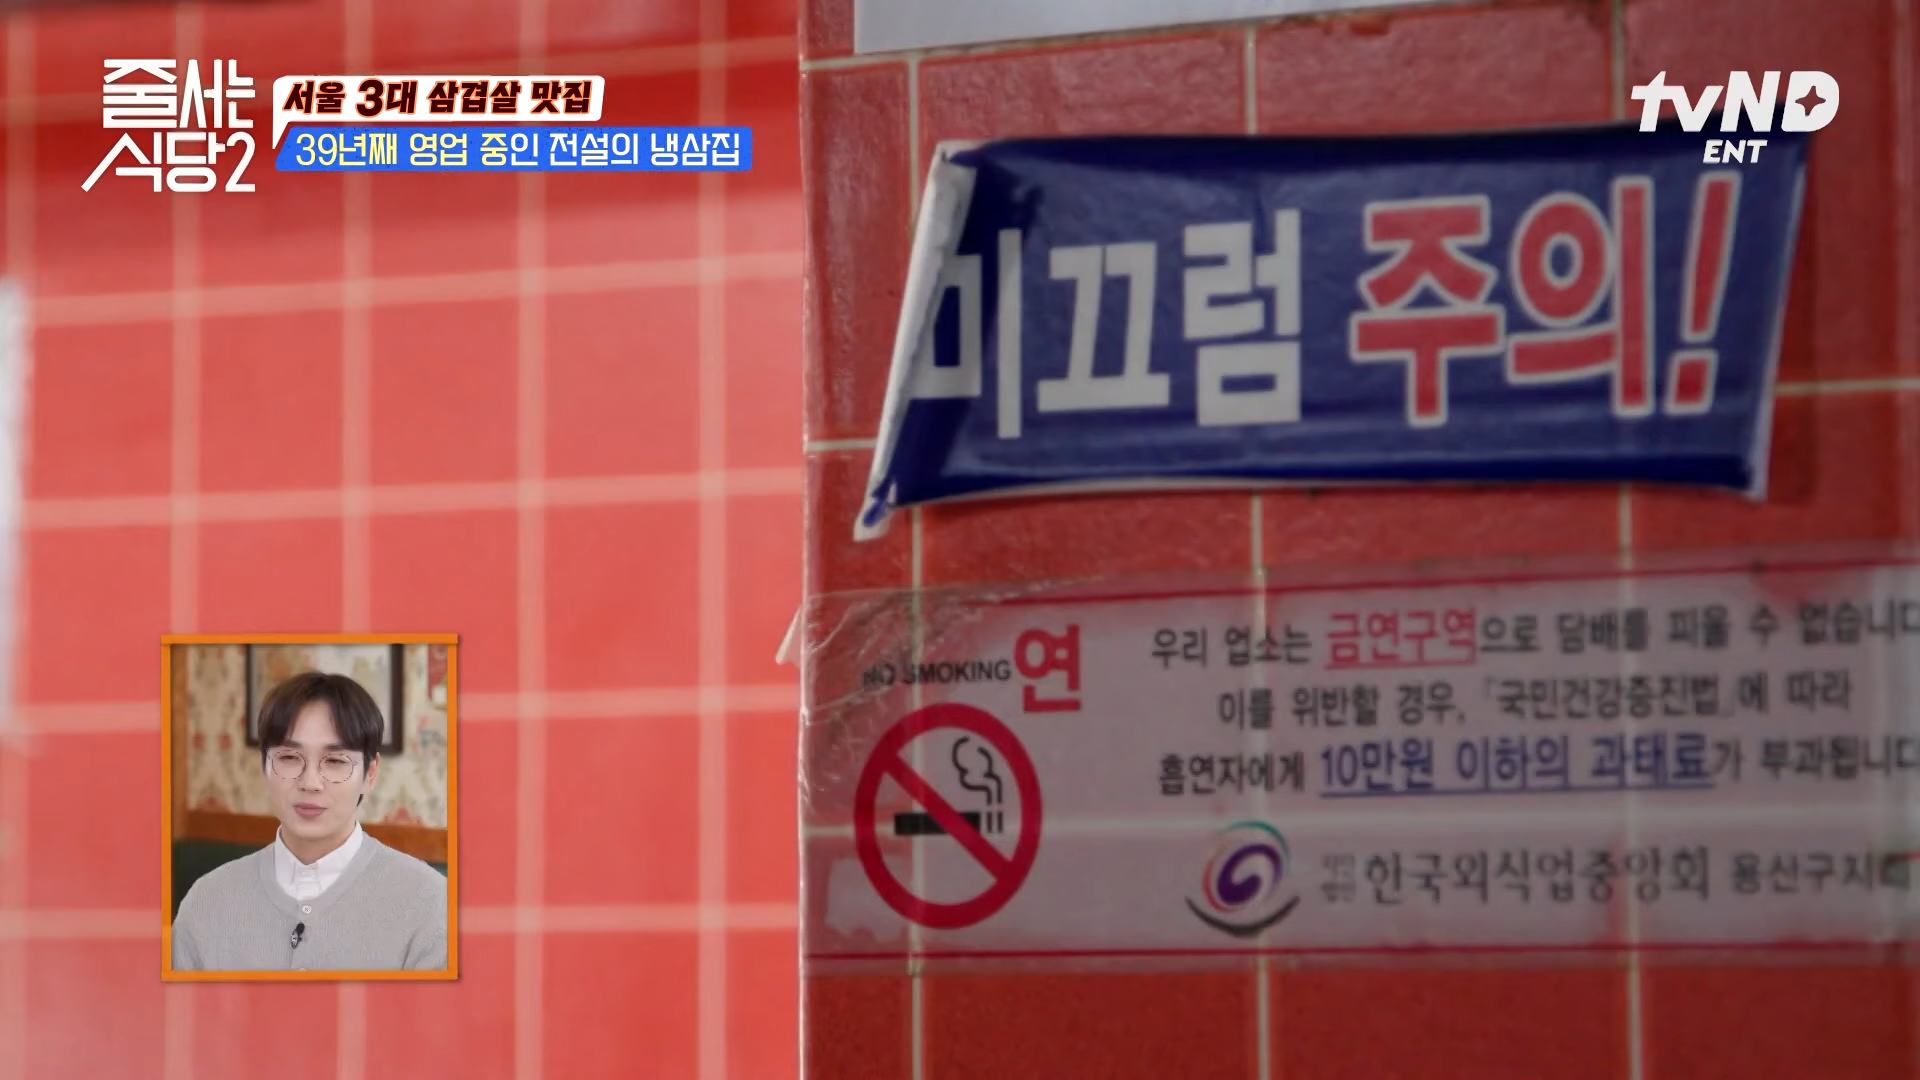 줄서는
식당2
서울 3대 삼겹살 맛집
39년째 영업 중인 전설의 냉삼집
tvND
ENT
미끄럼 주의!
NO SMOKING
연
우리 업소는 금연구역으로 담배를 피울 수 없습니다
이를 위반할 경우, 「국민건강증진법」에 따라
흡연자에게 10만원 이하의 과태료가 부과됩니다
한국외식업중앙회 용산구지회